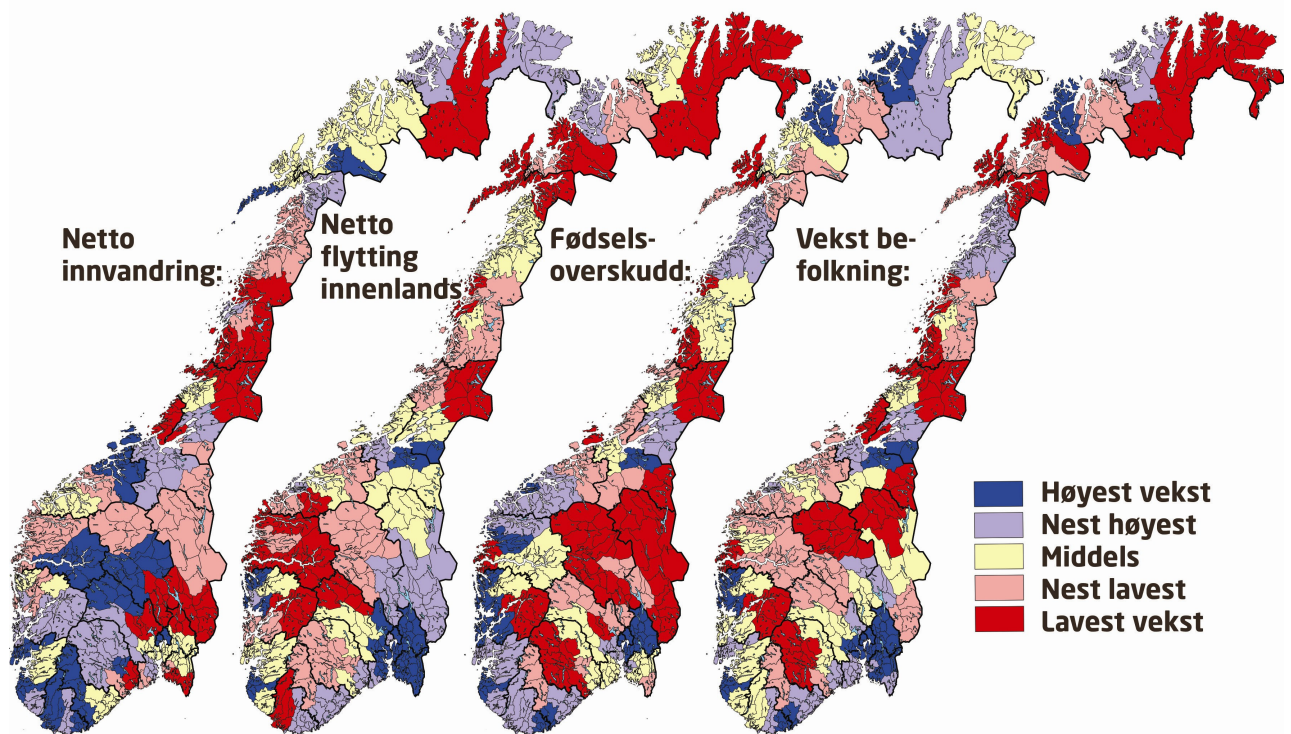 Netto
innvandring:
Netto
flytting
innenlands
Fødsels-
overskudd:
Vekst be-
folkning:
Høyest vekst
Nest høyest
Middels
Nest lavest
Lavest vekst